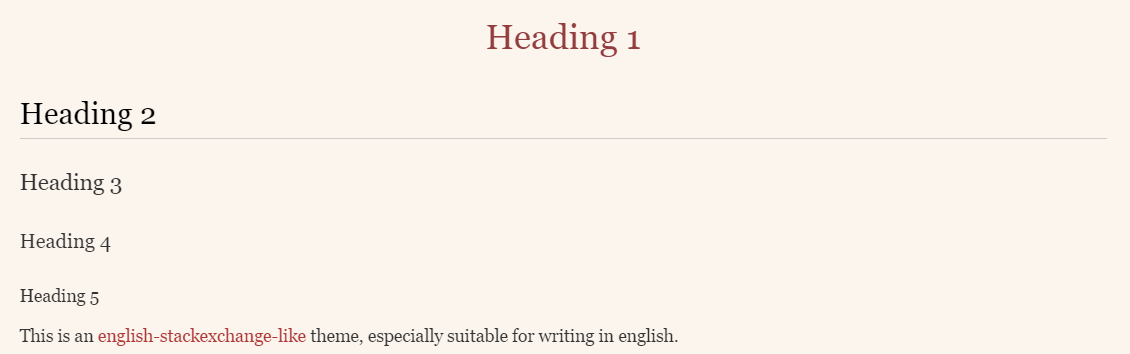 Heading 1
Heading 2
Heading 3
Heading 4
Heading 5
This is an english-stackexchange-like theme, especially suitable for writing in english.